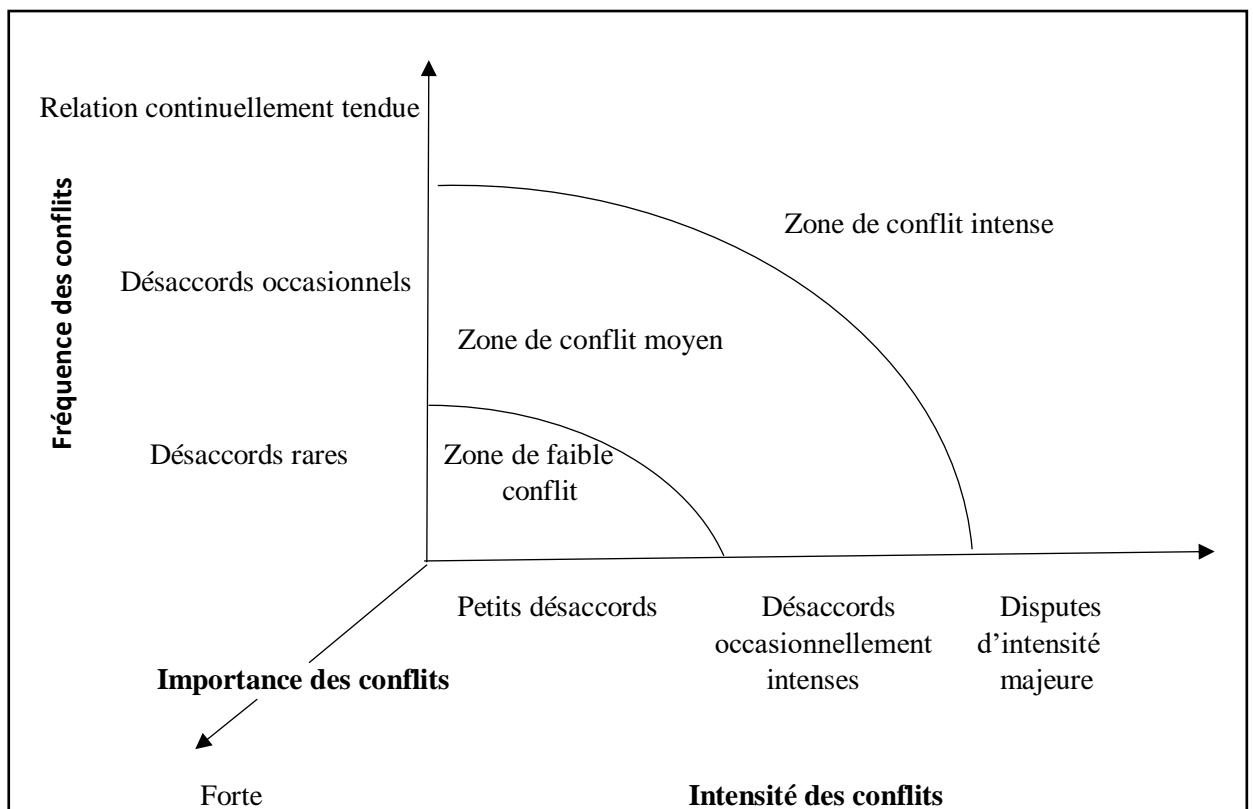 Relation continuellement tendue
Fréquence des conflits
Zone de conflit intense
Désaccords occasionnels
Zone de conflit moyen
Désaccords rares
Zone de faible
conflit
Petits désaccords
Désaccords
occasionnellement
intenses
Disputes
d’intensité
majeure
Importance des conflits
Forte
Intensité des conflits